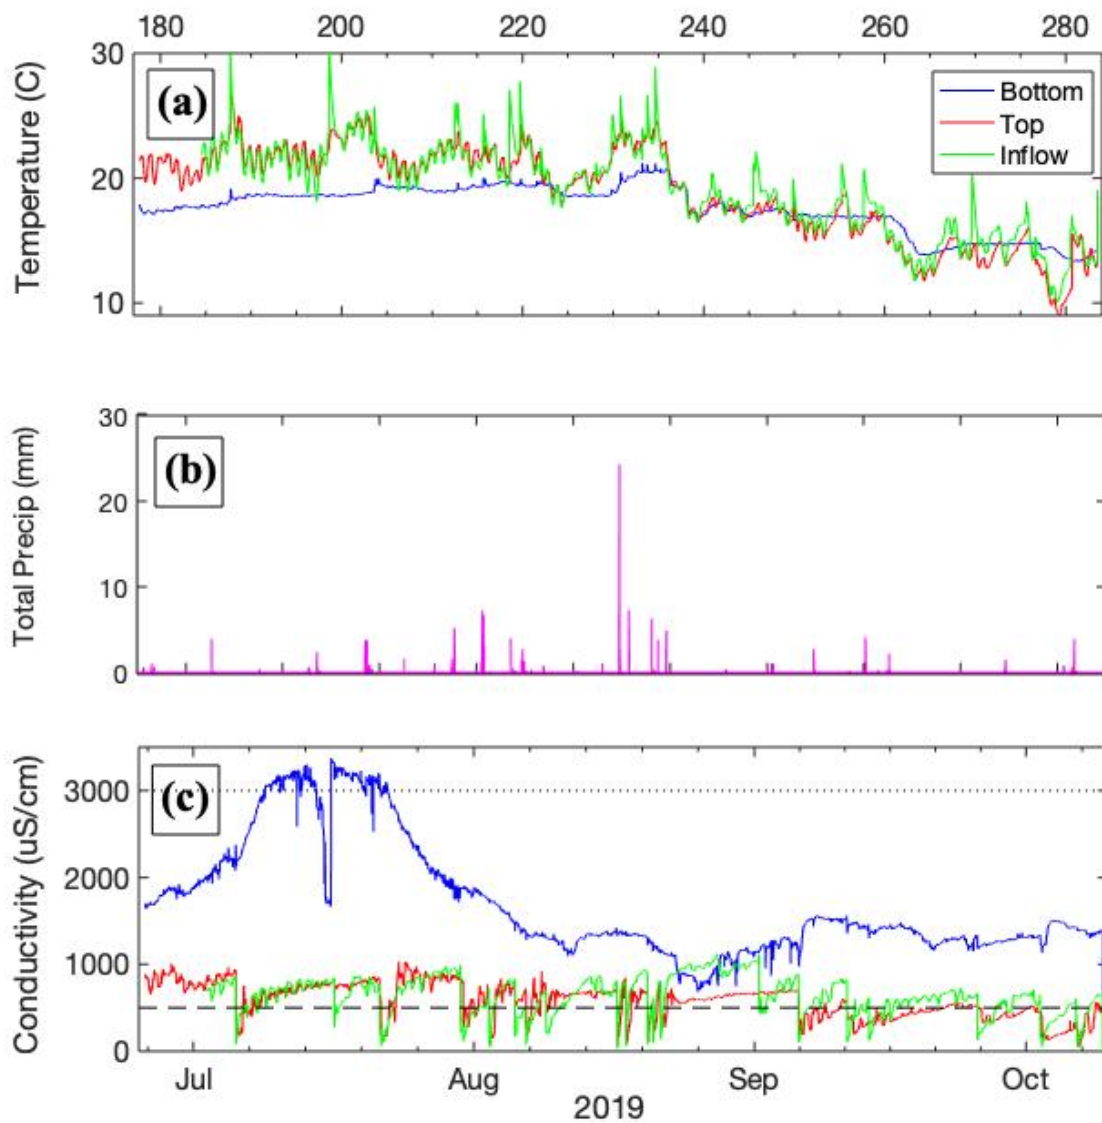 180 200 220 240 260 280
30
20
10
Temperature (C)
(a)
Bottom
Top
Inflow
30
20
10
0
Total Precip (mm)
(b)
3000
2000
1000
0
Conductivity (uS/cm)
(c)
Jul Aug Sep Oct
2019